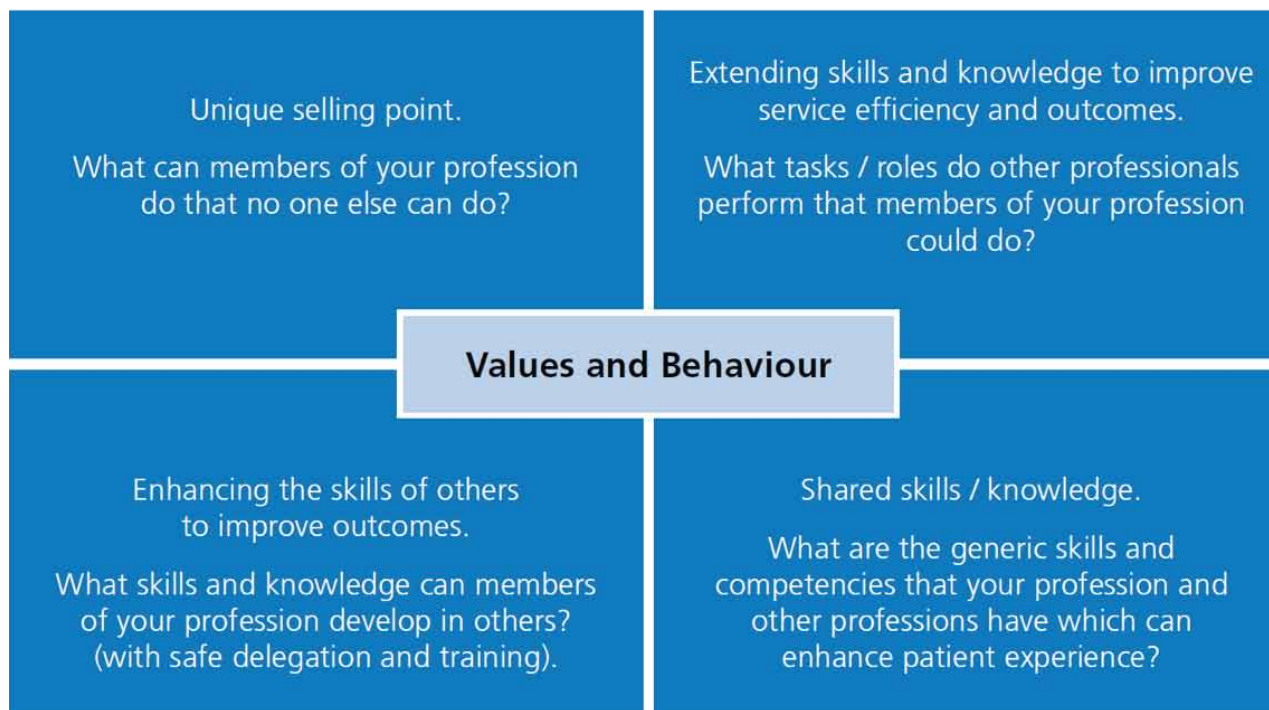 Unique selling point.
What can members of your profession
do that no one else can do?
Extending skills and knowledge to improve
service efficiency and outcomes.
What tasks / roles do other professionals
perform that members of your profession
could do?
Values and Behaviour
Enhancing the skills of others
to improve outcomes.
What skills and knowledge can members
of your profession develop in others?
(with safe delegation and training).
Shared skills / knowledge.
What are the generic skills and
competencies that your profession and
other professions have which can
enhance patient experience?